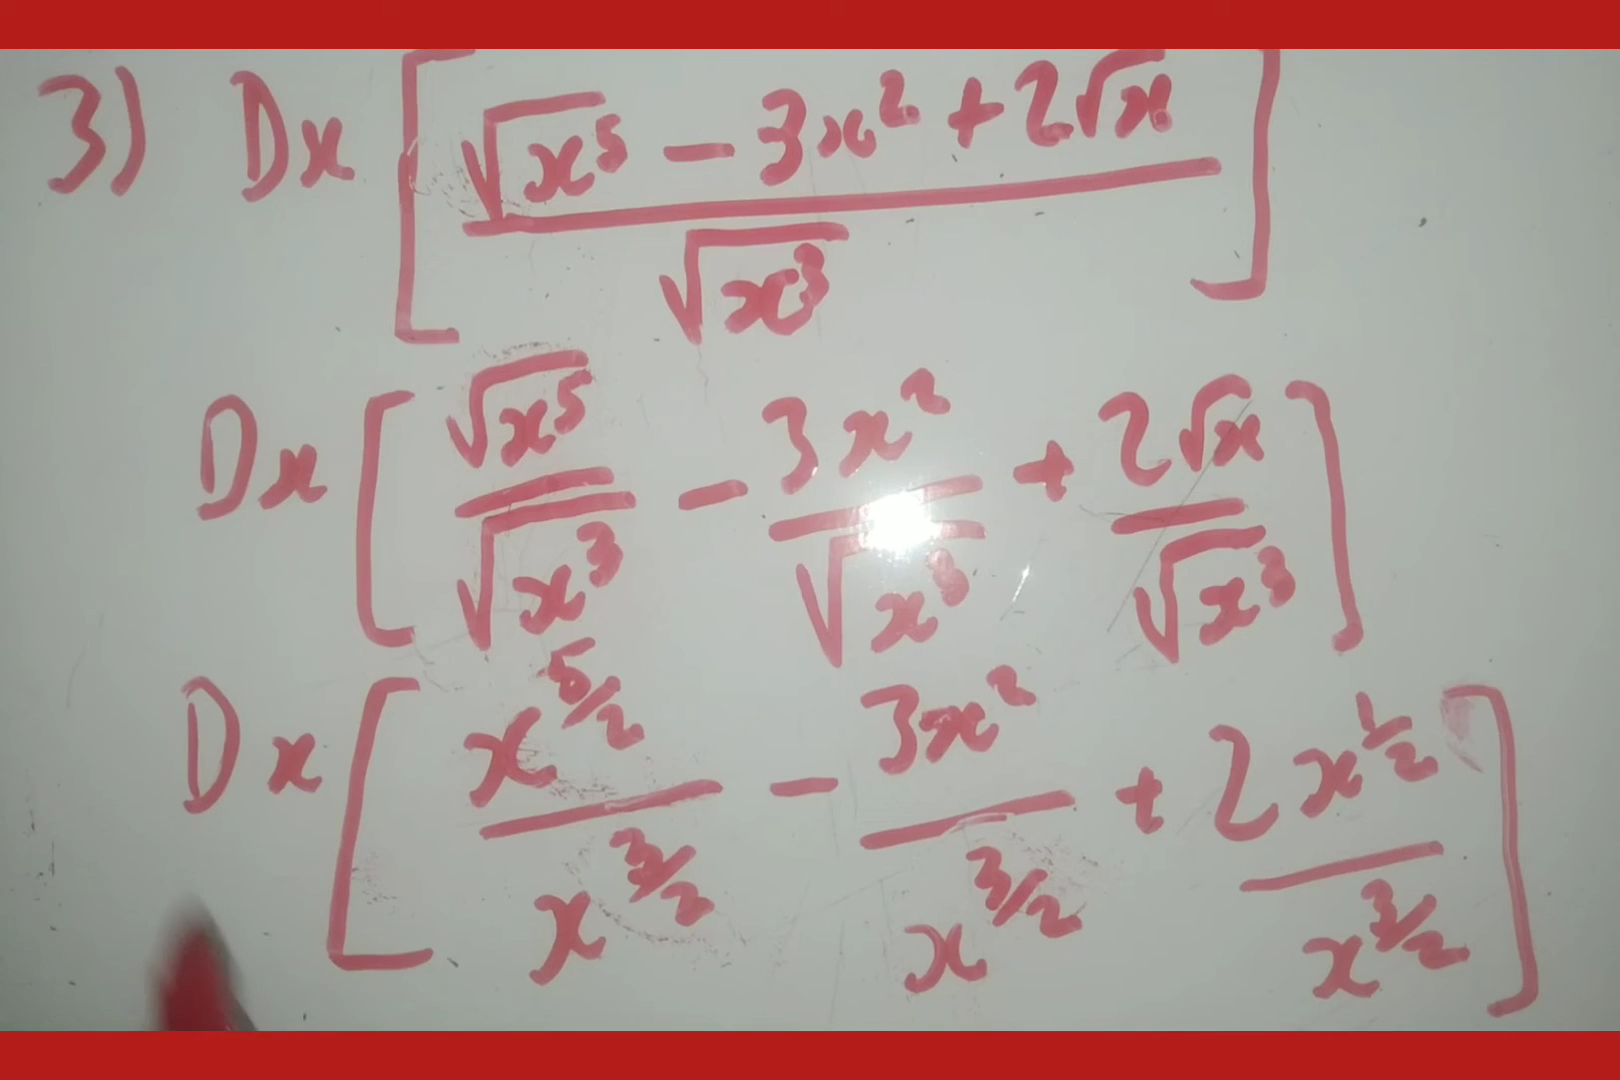 3) Dx [ (√x⁵ − 3x² + 2√x) / √x³ ]
Dx [ √x⁵ / √x³ − 3x² / √x³ + 2√x / √x³ ]
Dx [ x^5/2 / x^3/2 − 3x² / x^3/2 + 2x^1/2 / x^3/2 ]